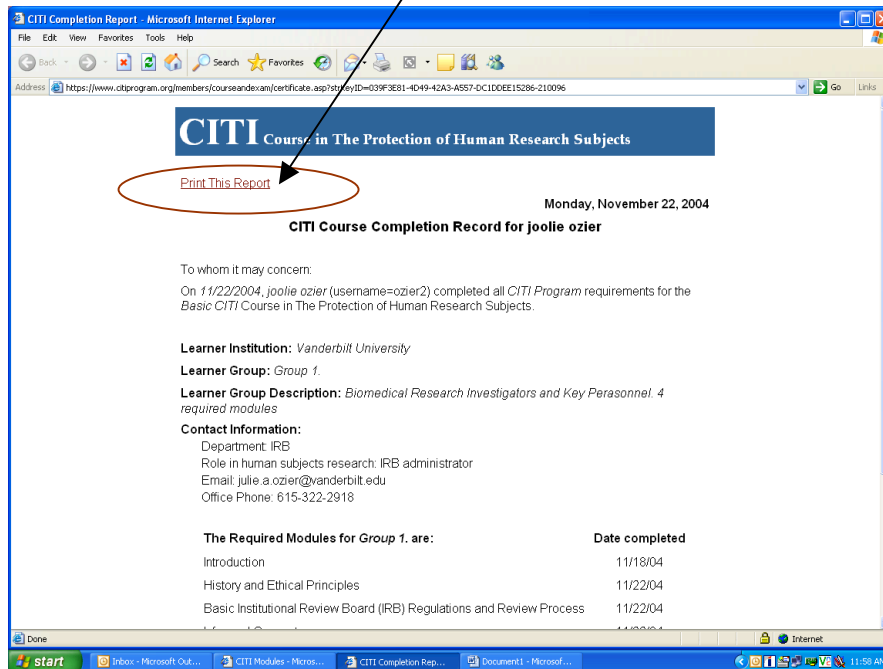 CITI Completion Report - Microsoft Internet Explorer
File Edit View Favorites Tools Help
Back Search Favorites
Address https://www.citiprogram.org/members/courseandexam/certificate.asp?strkeyID=039F3E81-4D49-42A3-A557-DC1DDEE15286-210096 Go Links
CITI Course in The Protection of Human Research Subjects
Print This Report
Monday, November 22, 2004
CITI Course Completion Record for joolie ozier
To whom it may concern:
On 11/22/2004, joolie ozier (username=ozier2) completed all CITI Program requirements for the
Basic CITI Course in The Protection of Human Research Subjects.
Learner Institution: Vanderbilt University
Learner Group: Group 1.
Learner Group Description: Biomedical Research Investigators and Key Perasonnel. 4
required modules
Contact Information:
Department: IRB
Role in human subjects research: IRB administrator
Email: julie.a.ozier@vanderbilt.edu
Office Phone: 615-322-2918
The Required Modules for Group 1. are: Date completed
Introduction 11/18/04
History and Ethical Principles 11/22/04
Basic Institutional Review Board (IRB) Regulations and Review Process 11/22/04
Done Internet
start Inbox - Microsoft Out... CITI Modules - Micros... CITI Completion Rep... Document1 - Microsof... 11:58 AM